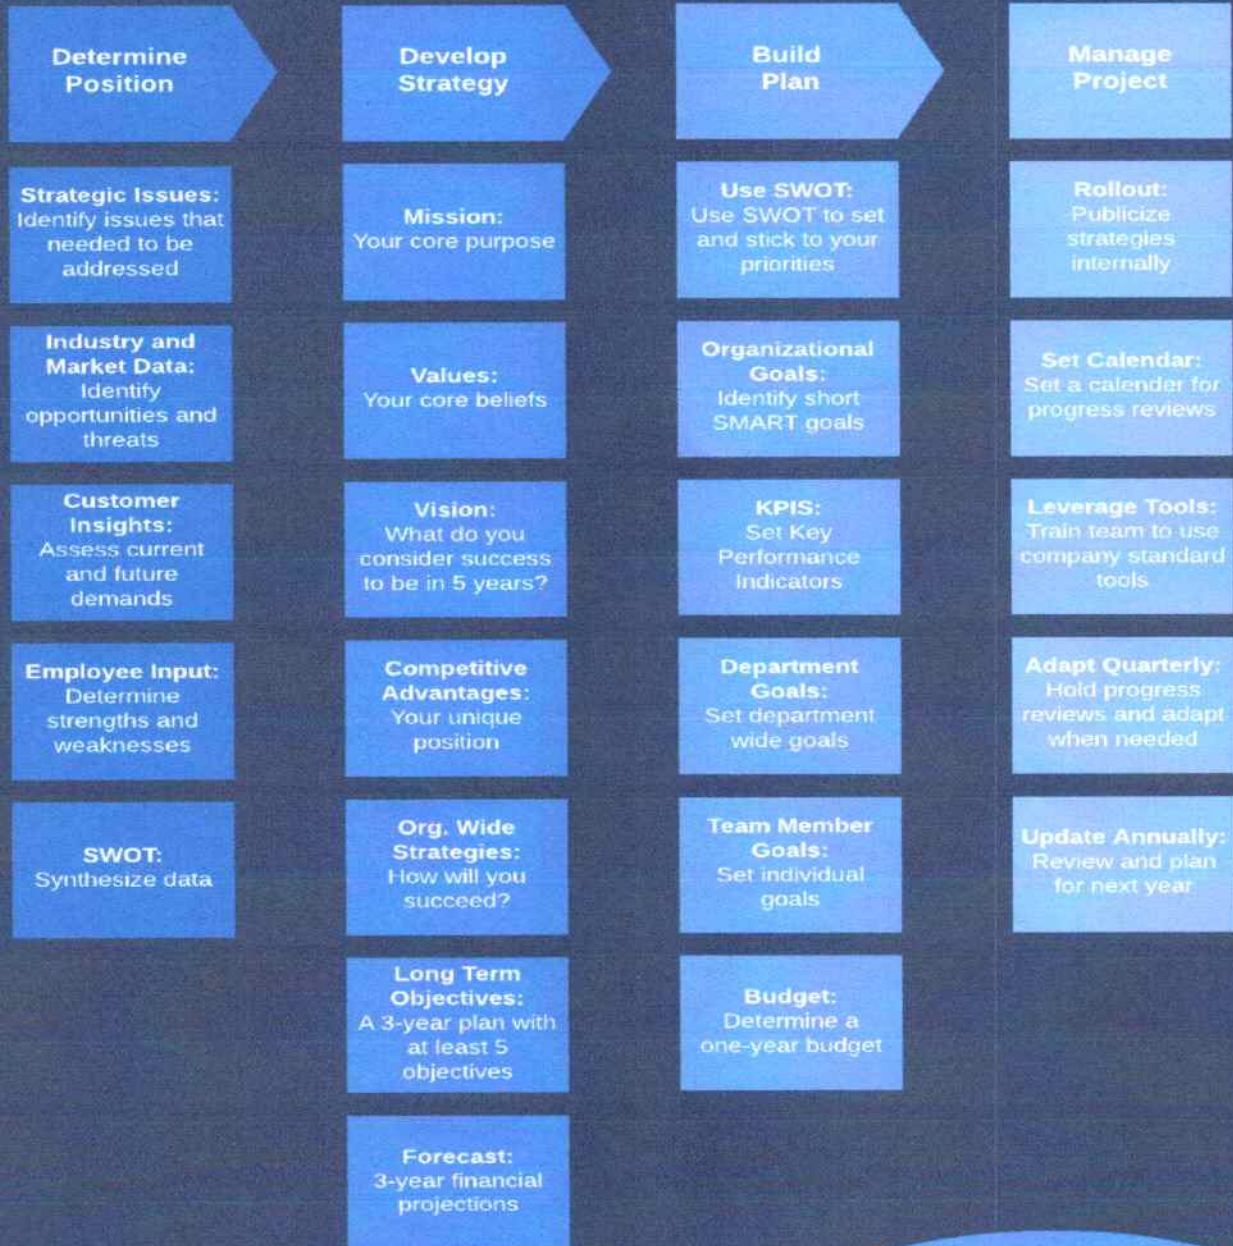 Determine
Position
Strategic Issues:
Identify issues that
needed to be
addressed
Industry and
Market Data:
Identify
opportunities and
threats
Customer
Insights:
Assess current
and future
demands
Employee Input:
Determine
strengths and
weaknesses
SWOT:
Synthesize data
Develop
Strategy
Mission:
Your core purpose
Values:
Your core beliefs
Vision:
What do you
consider success
to be in 5 years?
Competitive
Advantages:
Your unique
position
Org. Wide
Strategies:
How will you
succeed?
Long Term
Objectives:
A 3-year plan with
at least 5
objectives
Forecast:
3-year financial
projections
Build
Plan
Use SWOT:
Use SWOT to set
and stick to your
priorities
Organizational
Goals:
Identify short
SMART goals
KPIS:
Set Key
Performance
Indicators
Department
Goals:
Set department
wide goals
Team Member
Goals:
Set individual
goals
Budget:
Determine a
one-year budget
Manage
Project
Rollout:
Publicize
strategies
internally
Set Calendar:
Set a calender for
progress reviews
Leverage Tools:
Train team to use
company standard
tools
Adapt Quarterly:
Hold progress
reviews and adapt
when needed
Update Annually:
Review and plan
for next year